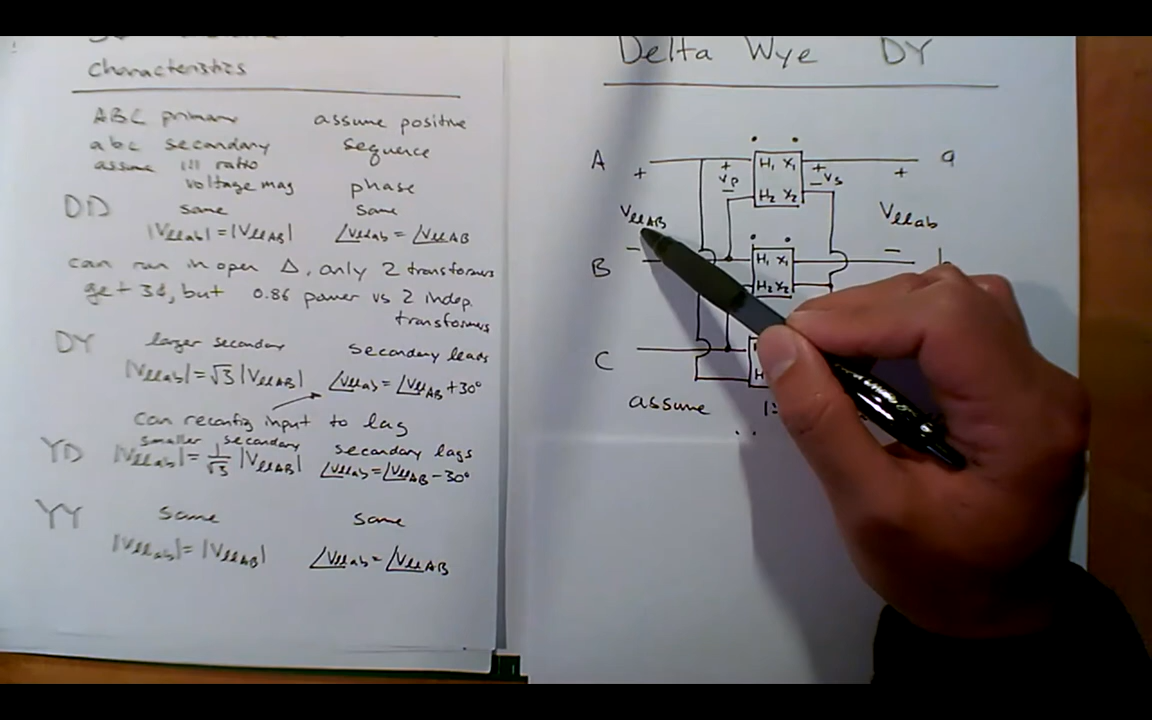 Characteristics
ABC primary assume positive
abc secondary sequence
assume 1:1 ratio
voltage mag phase
DD same same
|Vllab| = |VllAB| ∠Vllab = ∠VllAB
can run in open Δ, only 2 transformers
get 3ϕ, but 0.86 power vs 2 indep.
transformers
DY larger secondary secondary leads
|Vllab| = √3 |VllAB| ∠Vllab = ∠VllAB +30°
Can reconfig input to lag
YD smaller secondary secondary lags
|Vllab| = 1/√3 |VllAB| ∠Vllab = ∠VllAB -30°
YY same same
|Vllab| = |VllAB| ∠Vllab = ∠VllAB
Delta Wye DY
A + + Vp - H1 X1 + Vs - + a
H2 X2
VllAB Vllab
- -
B H1 X1 b
H2 X2
C H
assume 1: